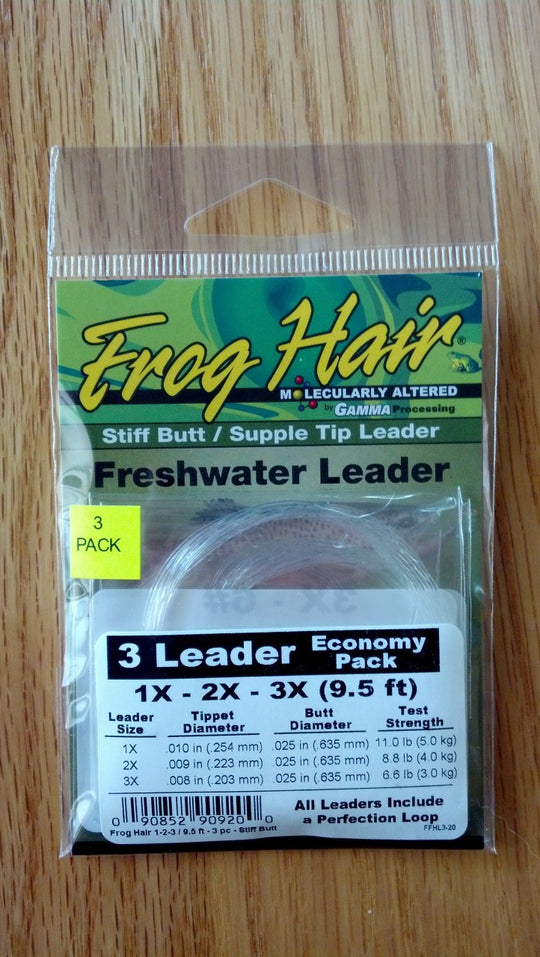 Frog Hair®
MOLECULARLY ALTERED
by GAMMA Processing
Stiff Butt / Supple Tip Leader
Freshwater Leader
3
PACK
3X - 6#
3 Leader Economy Pack
1X - 2X - 3X (9.5 ft)
Leader Size Tippet Diameter Butt Diameter Test Strength
1X .010 in (.254 mm) .025 in (.635 mm) 11.0 lb (5.0 kg)
2X .009 in (.223 mm) .025 in (.635 mm) 8.8 lb (4.0 kg)
3X .008 in (.203 mm) .025 in (.635 mm) 6.6 lb (3.0 kg)
All Leaders Include
a Perfection Loop
0 90852 90920 0
Frog Hair 1-2-3 / 9.5 ft - 3 pc - Stiff Butt
FFHL3-20